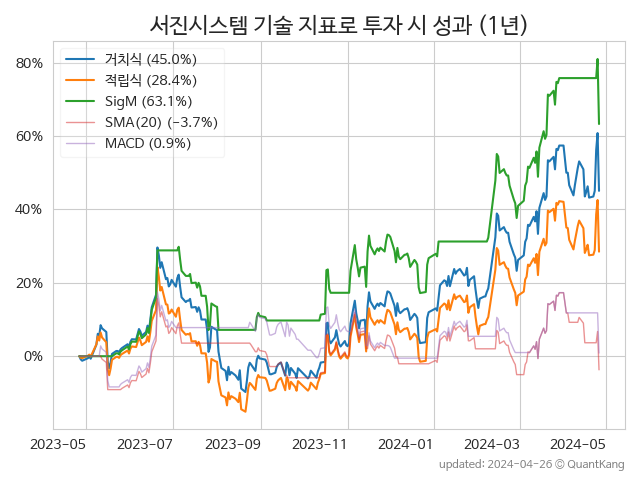 서진시스템 기술 지표로 투자 시 성과 (1년)
80%
60%
40%
20%
0%
거치식 (45.0%)
적립식 (28.4%)
SigM (63.1%)
SMA(20) (−3.7%)
MACD (0.9%)
2023-05 2023-07 2023-09 2023-11 2024-01 2024-03 2024-05
updated: 2024-04-26 © QuantKang